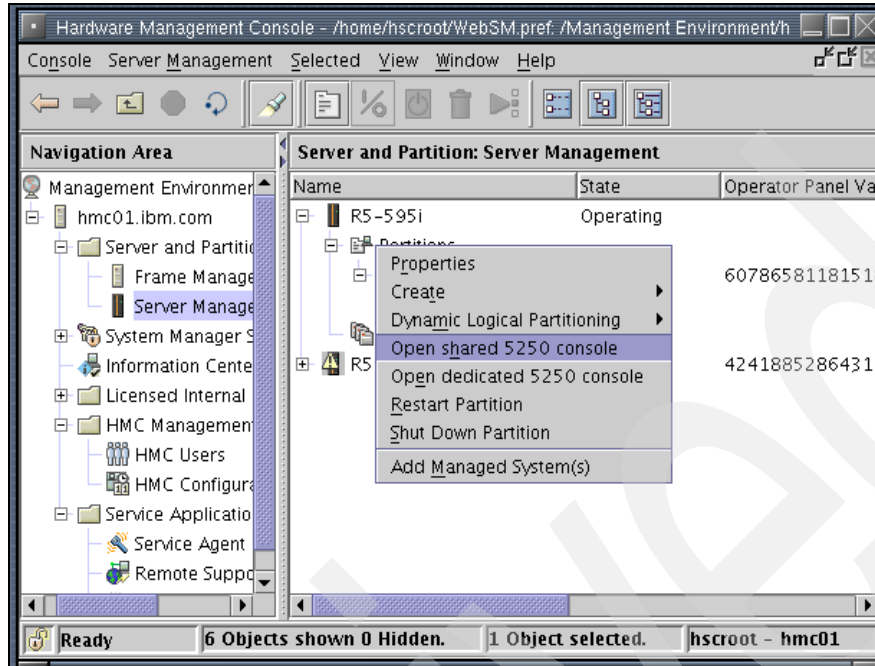 Hardware Management Console - /home/hscroot/WebSM.pref: /Management Environment/h
Console Server Management Selected View Window Help
Navigation Area
Server and Partition: Server Management
Name State Operator Panel Va
Management Environmer
hmc01.ibm.com
Server and Partitio
Frame Manage
Server Manage
System Manager S
Information Cente
Licensed Internal
HMC Managemen
HMC Users
HMC Configura
Service Applicatio
Service Agent
Remote Suppo
R5-595i Operating
Partitions
6078658118151
R5
4241885286431
Properties
Create
Dynamic Logical Partitioning
Open shared 5250 console
Open dedicated 5250 console
Restart Partition
Shut Down Partition
Add Managed System(s)
Ready 6 Objects shown 0 Hidden. 1 Object selected. hscroot - hmc01